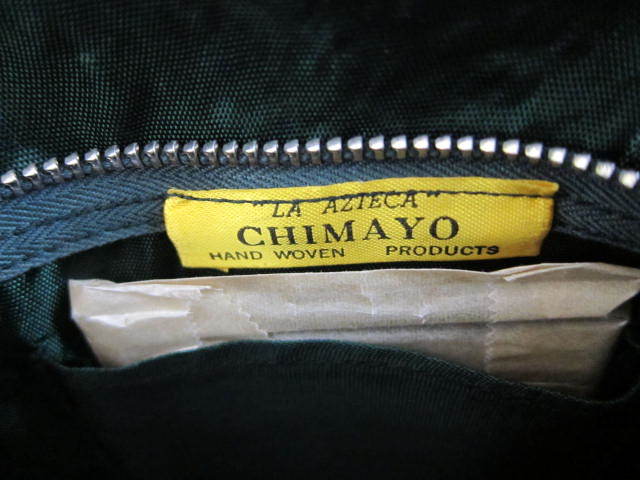 "LA AZTECA"
CHIMAYO
HAND WOVEN PRODUCTS